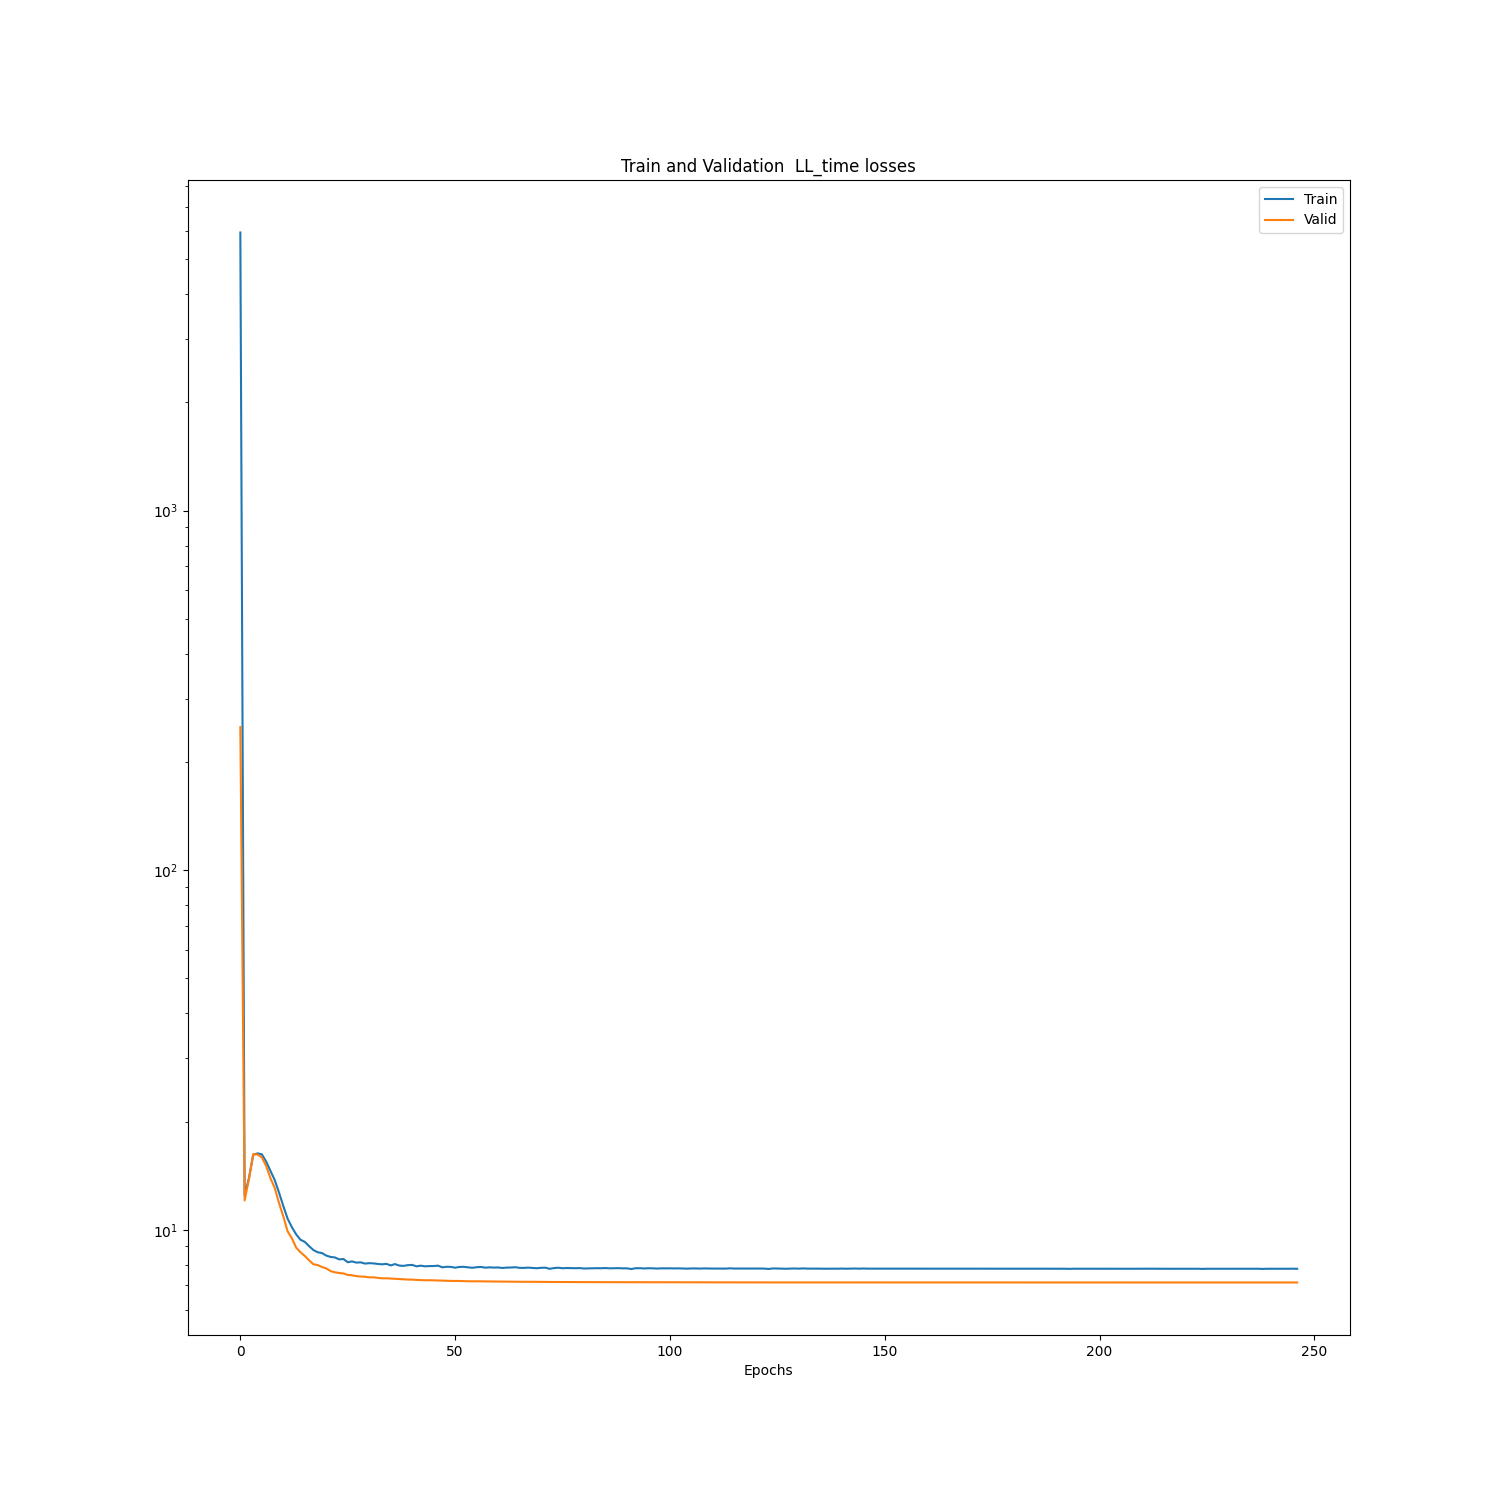 Train and Validation  LL_time losses
Train
Valid
10³
10²
10¹
0 50 100 150 200 250
Epochs